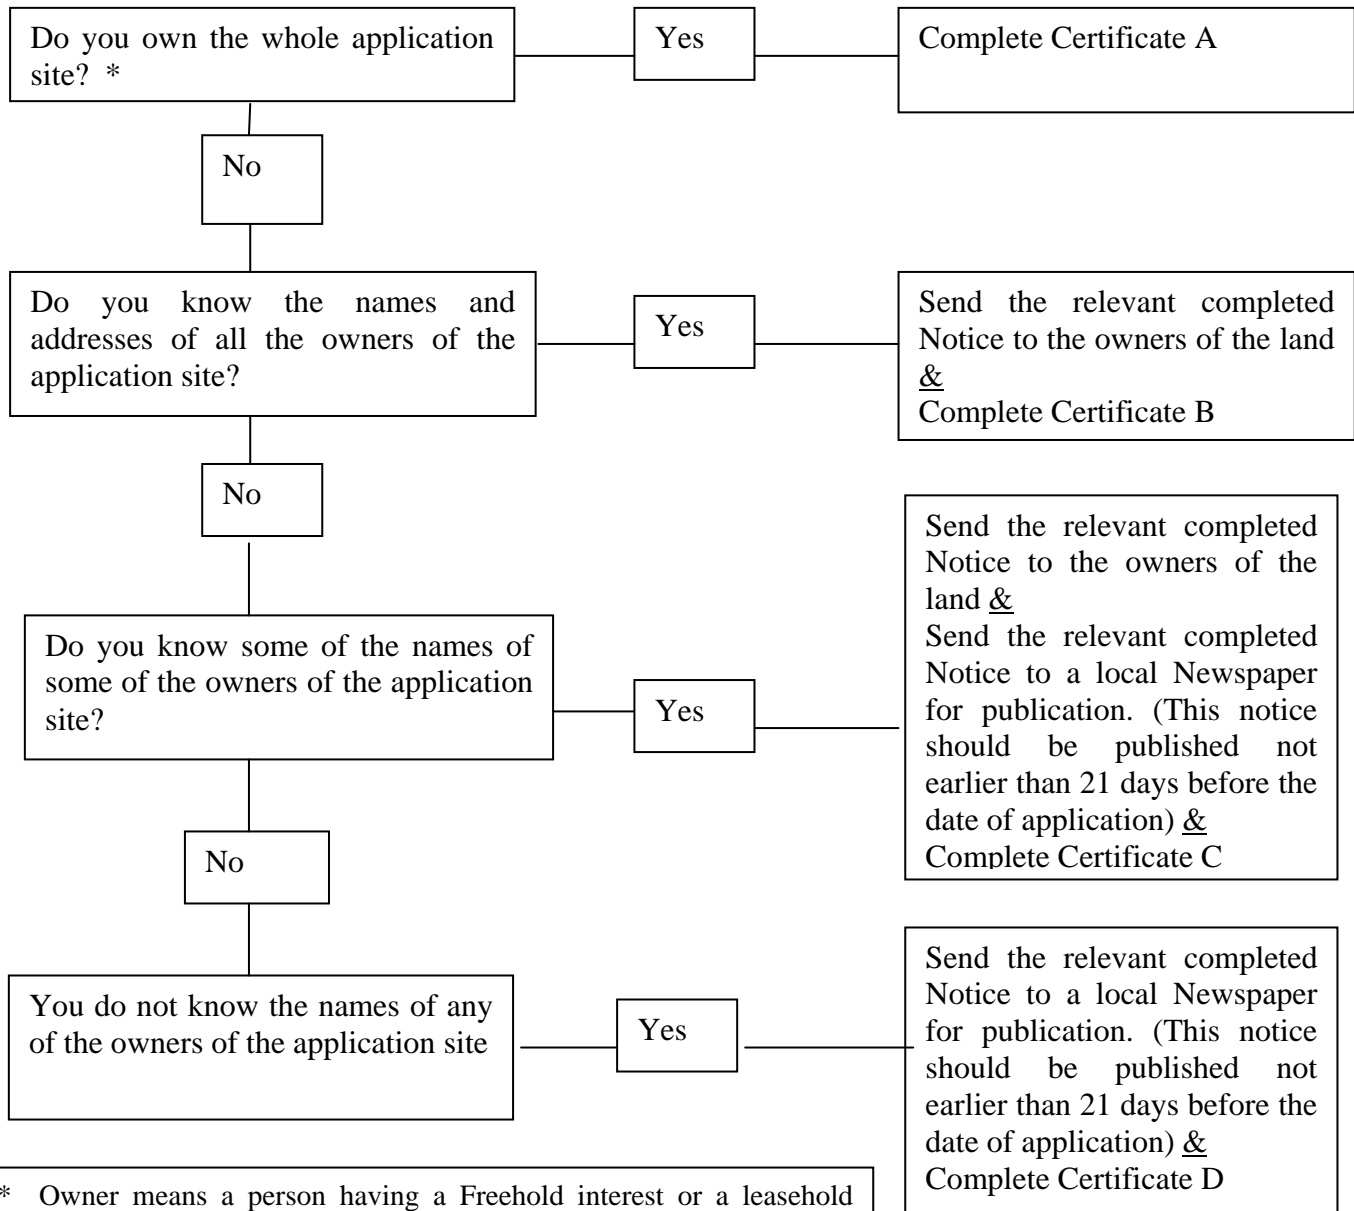 Do you own the whole application
site? *
Yes
Complete Certificate A
No
Do you know the names and
addresses of all the owners of the
application site?
Yes
Send the relevant completed
Notice to the owners of the land
&
Complete Certificate B
No
Do you know some of the names of
some of the owners of the application
site?
Yes
Send the relevant completed
Notice to the owners of the
land &
Send the relevant completed
Notice to a local Newspaper
for publication. (This notice
should be published not
earlier than 21 days before the
date of application) &
Complete Certificate C
No
You do not know the names of any
of the owners of the application site
Yes
Send the relevant completed
Notice to a local Newspaper
for publication. (This notice
should be published not
earlier than 21 days before the
date of application) &
Complete Certificate D
* Owner means a person having a Freehold interest or a leasehold